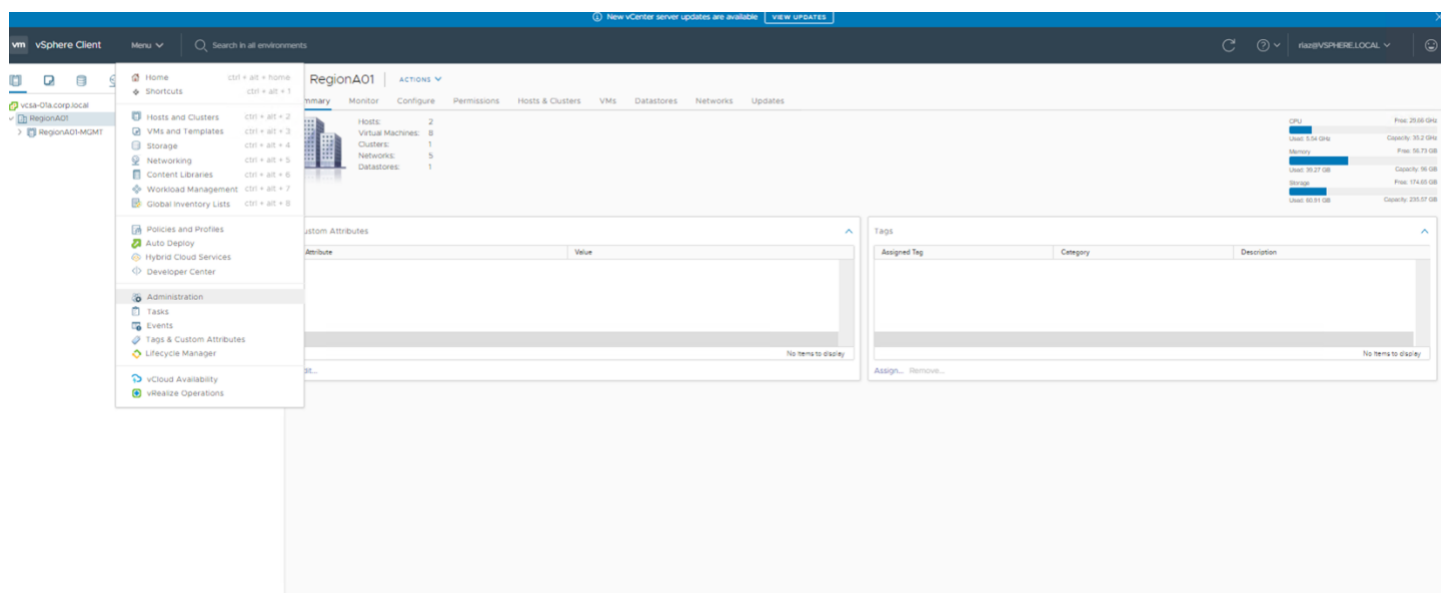 New vCenter server updates are available VIEW UPDATES
vm vSphere Client Menu Search in all environments
rlaz@VSPHERE.LOCAL
vcsa-01a.corp.local
RegionA01
RegionA01-MGMT
Home ctrl + alt + home
Shortcuts ctrl + alt + 1
Hosts and Clusters ctrl + alt + 2
VMs and Templates ctrl + alt + 3
Storage ctrl + alt + 4
Networking ctrl + alt + 5
Content Libraries ctrl + alt + 6
Workload Management ctrl + alt + 7
Global Inventory Lists ctrl + alt + 8
Policies and Profiles
Auto Deploy
Hybrid Cloud Services
Developer Center
Administration
Tasks
Events
Tags & Custom Attributes
Lifecycle Manager
vCloud Availability
vRealize Operations
RegionA01 ACTIONS
mmary Monitor Configure Permissions Hosts & Clusters VMs Datastores Networks Updates
Hosts: 2
Virtual Machines: 8
Clusters: 1
Networks: 5
Datastores: 1
CPU Free: 29.66 GHz
Used: 5.54 GHz Capacity: 35.2 GHz
Memory Free: 56.73 GB
Used: 39.27 GB Capacity: 96 GB
Storage Free: 174.65 GB
Used: 60.91 GB Capacity: 235.57 GB
ustom Attributes
Attribute Value
No items to display
Tags
Assigned Tag Category Description
No items to display
Assign... Remove...